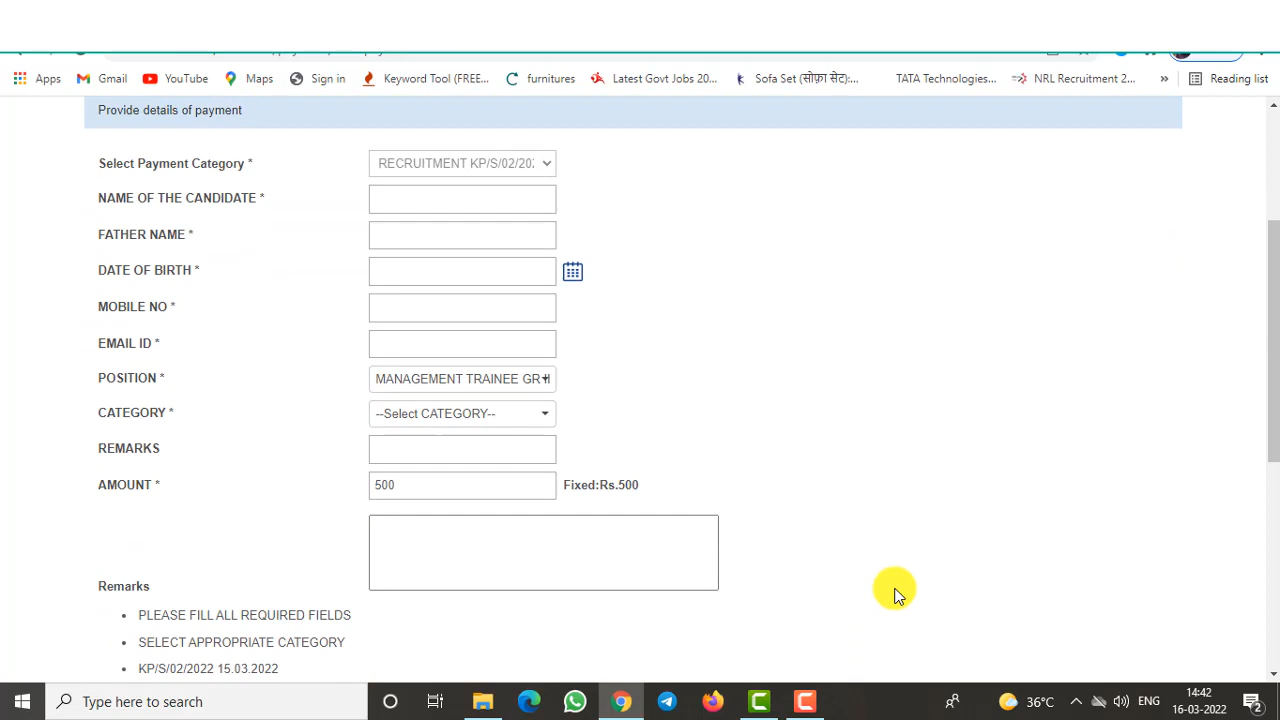 Apps Gmail YouTube Maps Sign in Keyword Tool (FREE... furnitures Latest Govt Jobs 20... Sofa Set (सोफ़ा सेट):... TATA Technologies... NRL Recruitment 2... » Reading list
Provide details of payment
Select Payment Category * RECRUITMENT KP/S/02/202
NAME OF THE CANDIDATE *
FATHER NAME *
DATE OF BIRTH *
MOBILE NO *
EMAIL ID *
POSITION * MANAGEMENT TRAINEE GR-
CATEGORY * --Select CATEGORY--
REMARKS
AMOUNT * 500 Fixed:Rs.500
Remarks
• PLEASE FILL ALL REQUIRED FIELDS
• SELECT APPROPRIATE CATEGORY
• KP/S/02/2022 15.03.2022
Type here to search 36°C ENG 14:42
16-03-2022 2